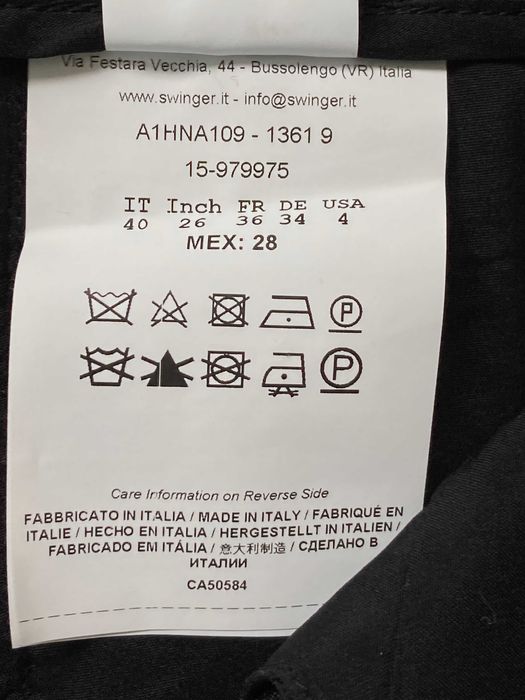 Via Festara Vecchia, 44 - Bussolengo (VR) Italia
www.swinger.it - info@swinger.it
A1HNA109 - 1361 9
15-979975
IT Inch FR DE USA
40 26 36 34 4
MEX: 28
P
P
Care Information on Reverse Side
FABBRICATO IN ITALIA / MADE IN ITALY / FABRIQUÉ EN
ITALIE / HECHO EN ITALIA / HERGESTELLT IN ITALIEN /
FABRICADO EM ITÁLIA / 意大利制造 / СДЕЛАНО В
ИТАЛИИ
CA50584